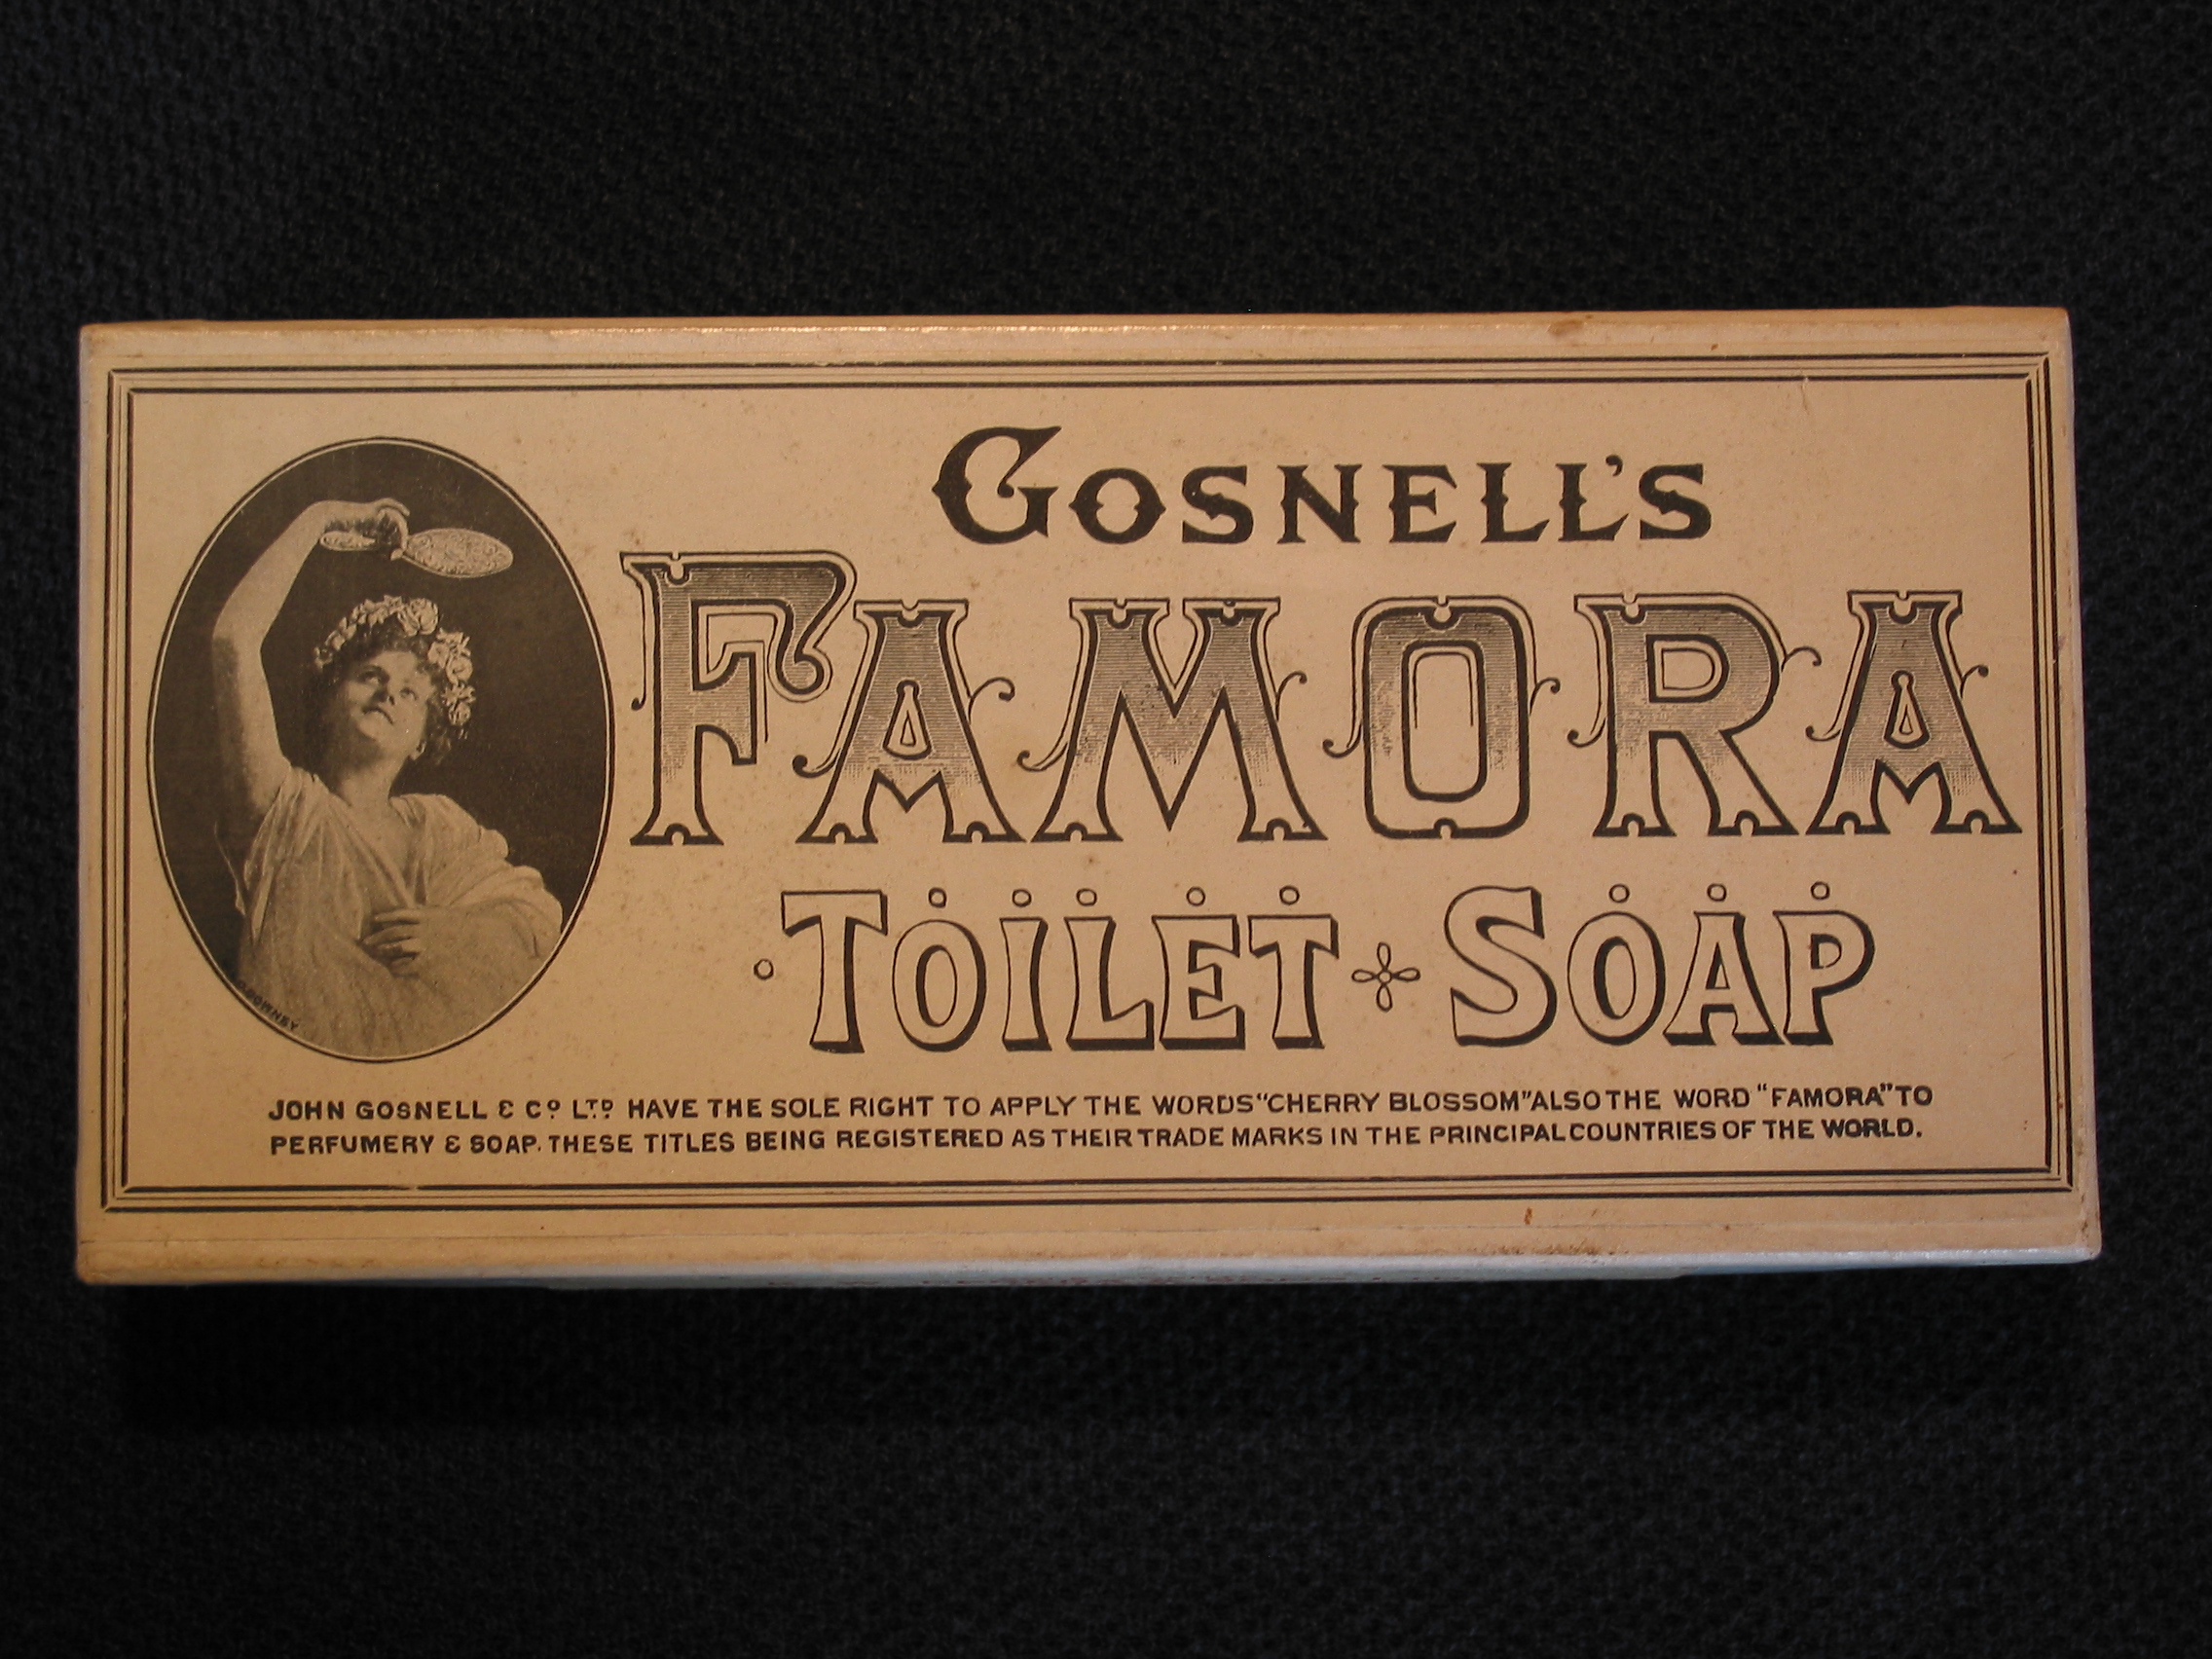 GOSNELL'S
FAMORA
TOILET SOAP
DOWNEY
JOHN GOSNELL & Cº LTD HAVE THE SOLE RIGHT TO APPLY THE WORDS "CHERRY BLOSSOM" ALSO THE WORD "FAMORA" TO
PERFUMERY & SOAP. THESE TITLES BEING REGISTERED AS THEIR TRADE MARKS IN THE PRINCIPAL COUNTRIES OF THE WORLD.